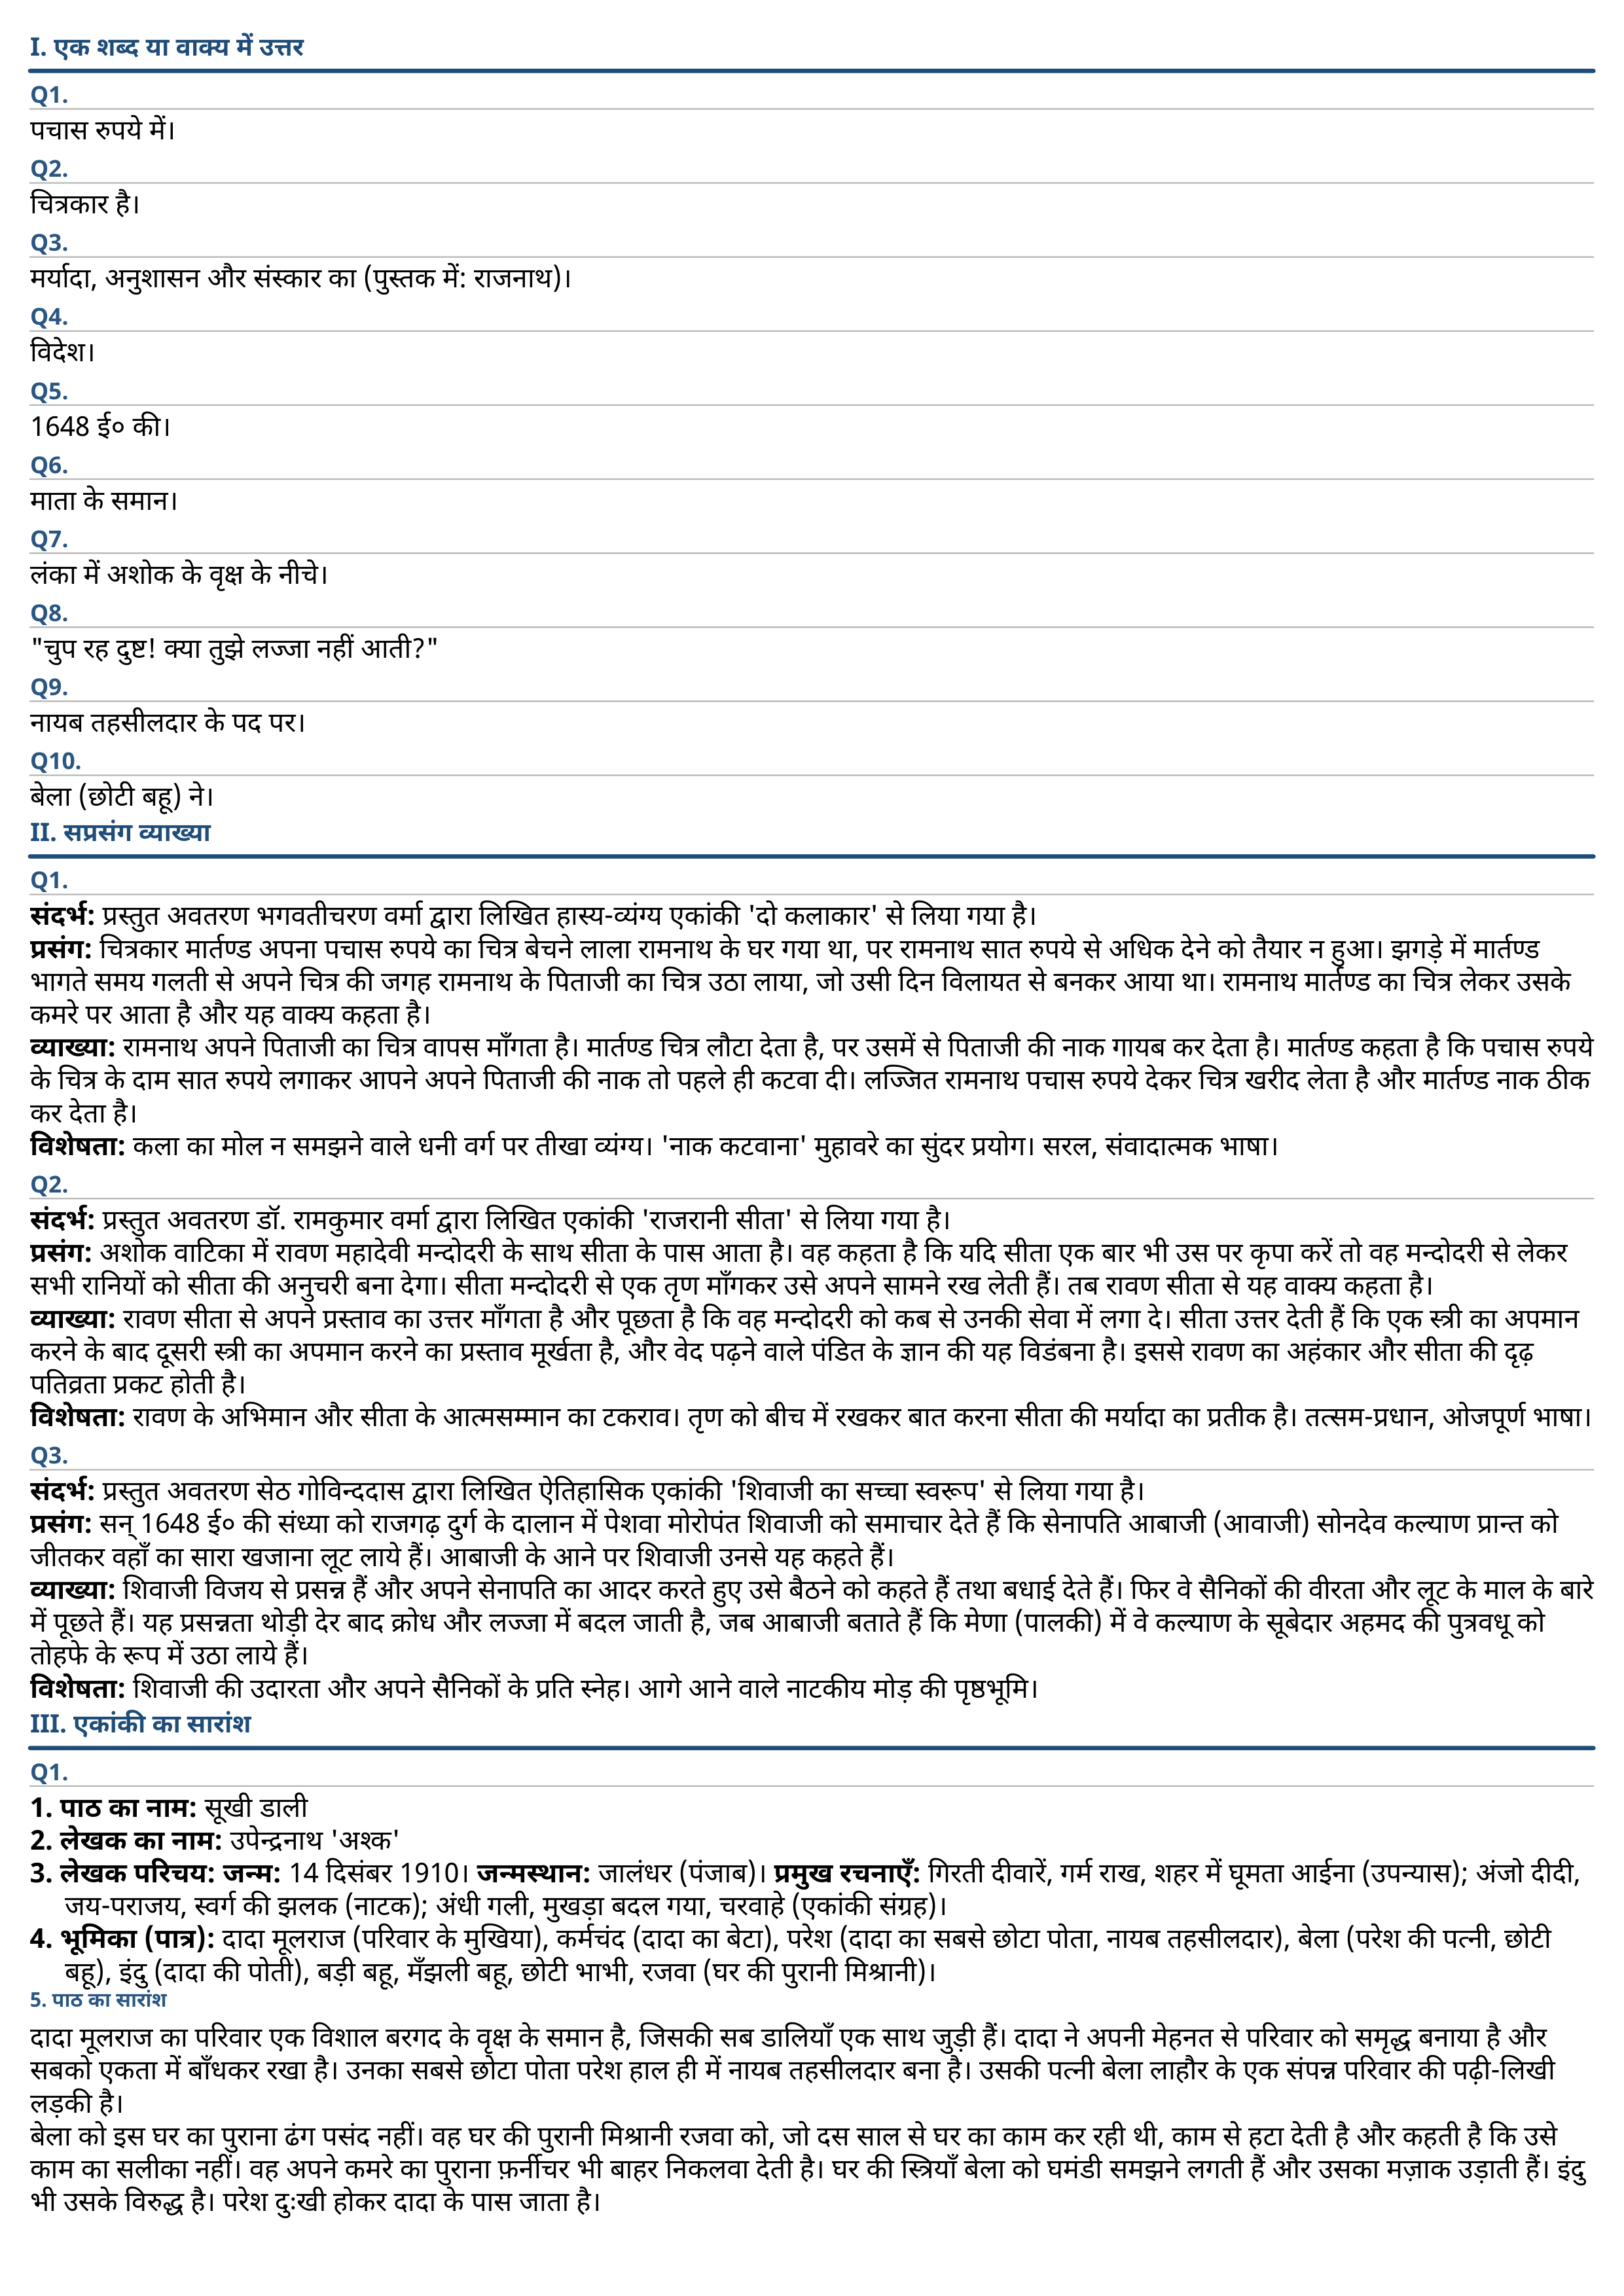 I. एक शब्द या वाक्य में उत्तर
Q1.
पचास रुपये में।
Q2.
चित्रकार है।
Q3.
मर्यादा, अनुशासन और संस्कार का (पुस्तक में: राजनाथ)।
Q4.
विदेश।
Q5.
1648 ई० की।
Q6.
माता के समान।
Q7.
लंका में अशोक के वृक्ष के नीचे।
Q8.
"चुप रह दुष्ट! क्या तुझे लज्जा नहीं आती?"
Q9.
नायब तहसीलदार के पद पर।
Q10.
बेला (छोटी बहू) ने।
II. सप्रसंग व्याख्या
Q1.
संदर्भ: प्रस्तुत अवतरण भगवतीचरण वर्मा द्वारा लिखित हास्य-व्यंग्य एकांकी 'दो कलाकार' से लिया गया है।
प्रसंग: चित्रकार मार्तण्ड अपना पचास रुपये का चित्र बेचने लाला रामनाथ के घर गया था, पर रामनाथ सात रुपये से अधिक देने को तैयार न हुआ। झगड़े में मार्तण्ड
भागते समय गलती से अपने चित्र की जगह रामनाथ के पिताजी का चित्र उठा लाया, जो उसी दिन विलायत से बनकर आया था। रामनाथ मार्तण्ड का चित्र लेकर उसके
कमरे पर आता है और यह वाक्य कहता है।
व्याख्या: रामनाथ अपने पिताजी का चित्र वापस माँगता है। मार्तण्ड चित्र लौटा देता है, पर उसमें से पिताजी की नाक गायब कर देता है। मार्तण्ड कहता है कि पचास रुपये
के चित्र के दाम सात रुपये लगाकर आपने अपने पिताजी की नाक तो पहले ही कटवा दी। लज्जित रामनाथ पचास रुपये देकर चित्र खरीद लेता है और मार्तण्ड नाक ठीक
कर देता है।
विशेषता: कला का मोल न समझने वाले धनी वर्ग पर तीखा व्यंग्य। 'नाक कटवाना' मुहावरे का सुंदर प्रयोग। सरल, संवादात्मक भाषा।
Q2.
संदर्भ: प्रस्तुत अवतरण डॉ. रामकुमार वर्मा द्वारा लिखित एकांकी 'राजरानी सीता' से लिया गया है।
प्रसंग: अशोक वाटिका में रावण महादेवी मन्दोदरी के साथ सीता के पास आता है। वह कहता है कि यदि सीता एक बार भी उस पर कृपा करें तो वह मन्दोदरी से लेकर
सभी रानियों को सीता की अनुचरी बना देगा। सीता मन्दोदरी से एक तृण माँगकर उसे अपने सामने रख लेती हैं। तब रावण सीता से यह वाक्य कहता है।
व्याख्या: रावण सीता से अपने प्रस्ताव का उत्तर माँगता है और पूछता है कि वह मन्दोदरी को कब से उनकी सेवा में लगा दे। सीता उत्तर देती हैं कि एक स्त्री का अपमान
करने के बाद दूसरी स्त्री का अपमान करने का प्रस्ताव मूर्खता है, और वेद पढ़ने वाले पंडित के ज्ञान की यह विडंबना है। इससे रावण का अहंकार और सीता की दृढ़
पतिव्रता प्रकट होती है।
विशेषता: रावण के अभिमान और सीता के आत्मसम्मान का टकराव। तृण को बीच में रखकर बात करना सीता की मर्यादा का प्रतीक है। तत्सम-प्रधान, ओजपूर्ण भाषा।
Q3.
संदर्भ: प्रस्तुत अवतरण सेठ गोविन्ददास द्वारा लिखित ऐतिहासिक एकांकी 'शिवाजी का सच्चा स्वरूप' से लिया गया है।
प्रसंग: सन् 1648 ई० की संध्या को राजगढ़ दुर्ग के दालान में पेशवा मोरोपंत शिवाजी को समाचार देते हैं कि सेनापति आबाजी (आवाजी) सोनदेव कल्याण प्रान्त को
जीतकर वहाँ का सारा खजाना लूट लाये हैं। आबाजी के आने पर शिवाजी उनसे यह कहते हैं।
व्याख्या: शिवाजी विजय से प्रसन्न हैं और अपने सेनापति का आदर करते हुए उसे बैठने को कहते हैं तथा बधाई देते हैं। फिर वे सैनिकों की वीरता और लूट के माल के बारे
में पूछते हैं। यह प्रसन्नता थोड़ी देर बाद क्रोध और लज्जा में बदल जाती है, जब आबाजी बताते हैं कि मेणा (पालकी) में वे कल्याण के सूबेदार अहमद की पुत्रवधू को
तोहफे के रूप में उठा लाये हैं।
विशेषता: शिवाजी की उदारता और अपने सैनिकों के प्रति स्नेह। आगे आने वाले नाटकीय मोड़ की पृष्ठभूमि।
III. एकांकी का सारांश
Q1.
1. पाठ का नाम: सूखी डाली
2. लेखक का नाम: उपेन्द्रनाथ 'अश्क'
3. लेखक परिचय: जन्म: 14 दिसंबर 1910। जन्मस्थान: जालंधर (पंजाब)। प्रमुख रचनाएँ: गिरती दीवारें, गर्म राख, शहर में घूमता आईना (उपन्यास); अंजो दीदी,
जय-पराजय, स्वर्ग की झलक (नाटक); अंधी गली, मुखड़ा बदल गया, चरवाहे (एकांकी संग्रह)।
4. भूमिका (पात्र): दादा मूलराज (परिवार के मुखिया), कर्मचंद (दादा का बेटा), परेश (दादा का सबसे छोटा पोता, नायब तहसीलदार), बेला (परेश की पत्नी, छोटी
बहू), इंदु (दादा की पोती), बड़ी बहू, मँझली बहू, छोटी भाभी, रजवा (घर की पुरानी मिश्रानी)।
5. पाठ का सारांश
दादा मूलराज का परिवार एक विशाल बरगद के वृक्ष के समान है, जिसकी सब डालियाँ एक साथ जुड़ी हैं। दादा ने अपनी मेहनत से परिवार को समृद्ध बनाया है और
सबको एकता में बाँधकर रखा है। उनका सबसे छोटा पोता परेश हाल ही में नायब तहसीलदार बना है। उसकी पत्नी बेला लाहौर के एक संपन्न परिवार की पढ़ी-लिखी
लड़की है।
बेला को इस घर का पुराना ढंग पसंद नहीं। वह घर की पुरानी मिश्रानी रजवा को, जो दस साल से घर का काम कर रही थी, काम से हटा देती है और कहती है कि उसे
काम का सलीका नहीं। वह अपने कमरे का पुराना फ़र्नीचर भी बाहर निकलवा देती है। घर की स्त्रियाँ बेला को घमंडी समझने लगती हैं और उसका मज़ाक उड़ाती हैं। इंदु
भी उसके विरुद्ध है। परेश दुःखी होकर दादा के पास जाता है।